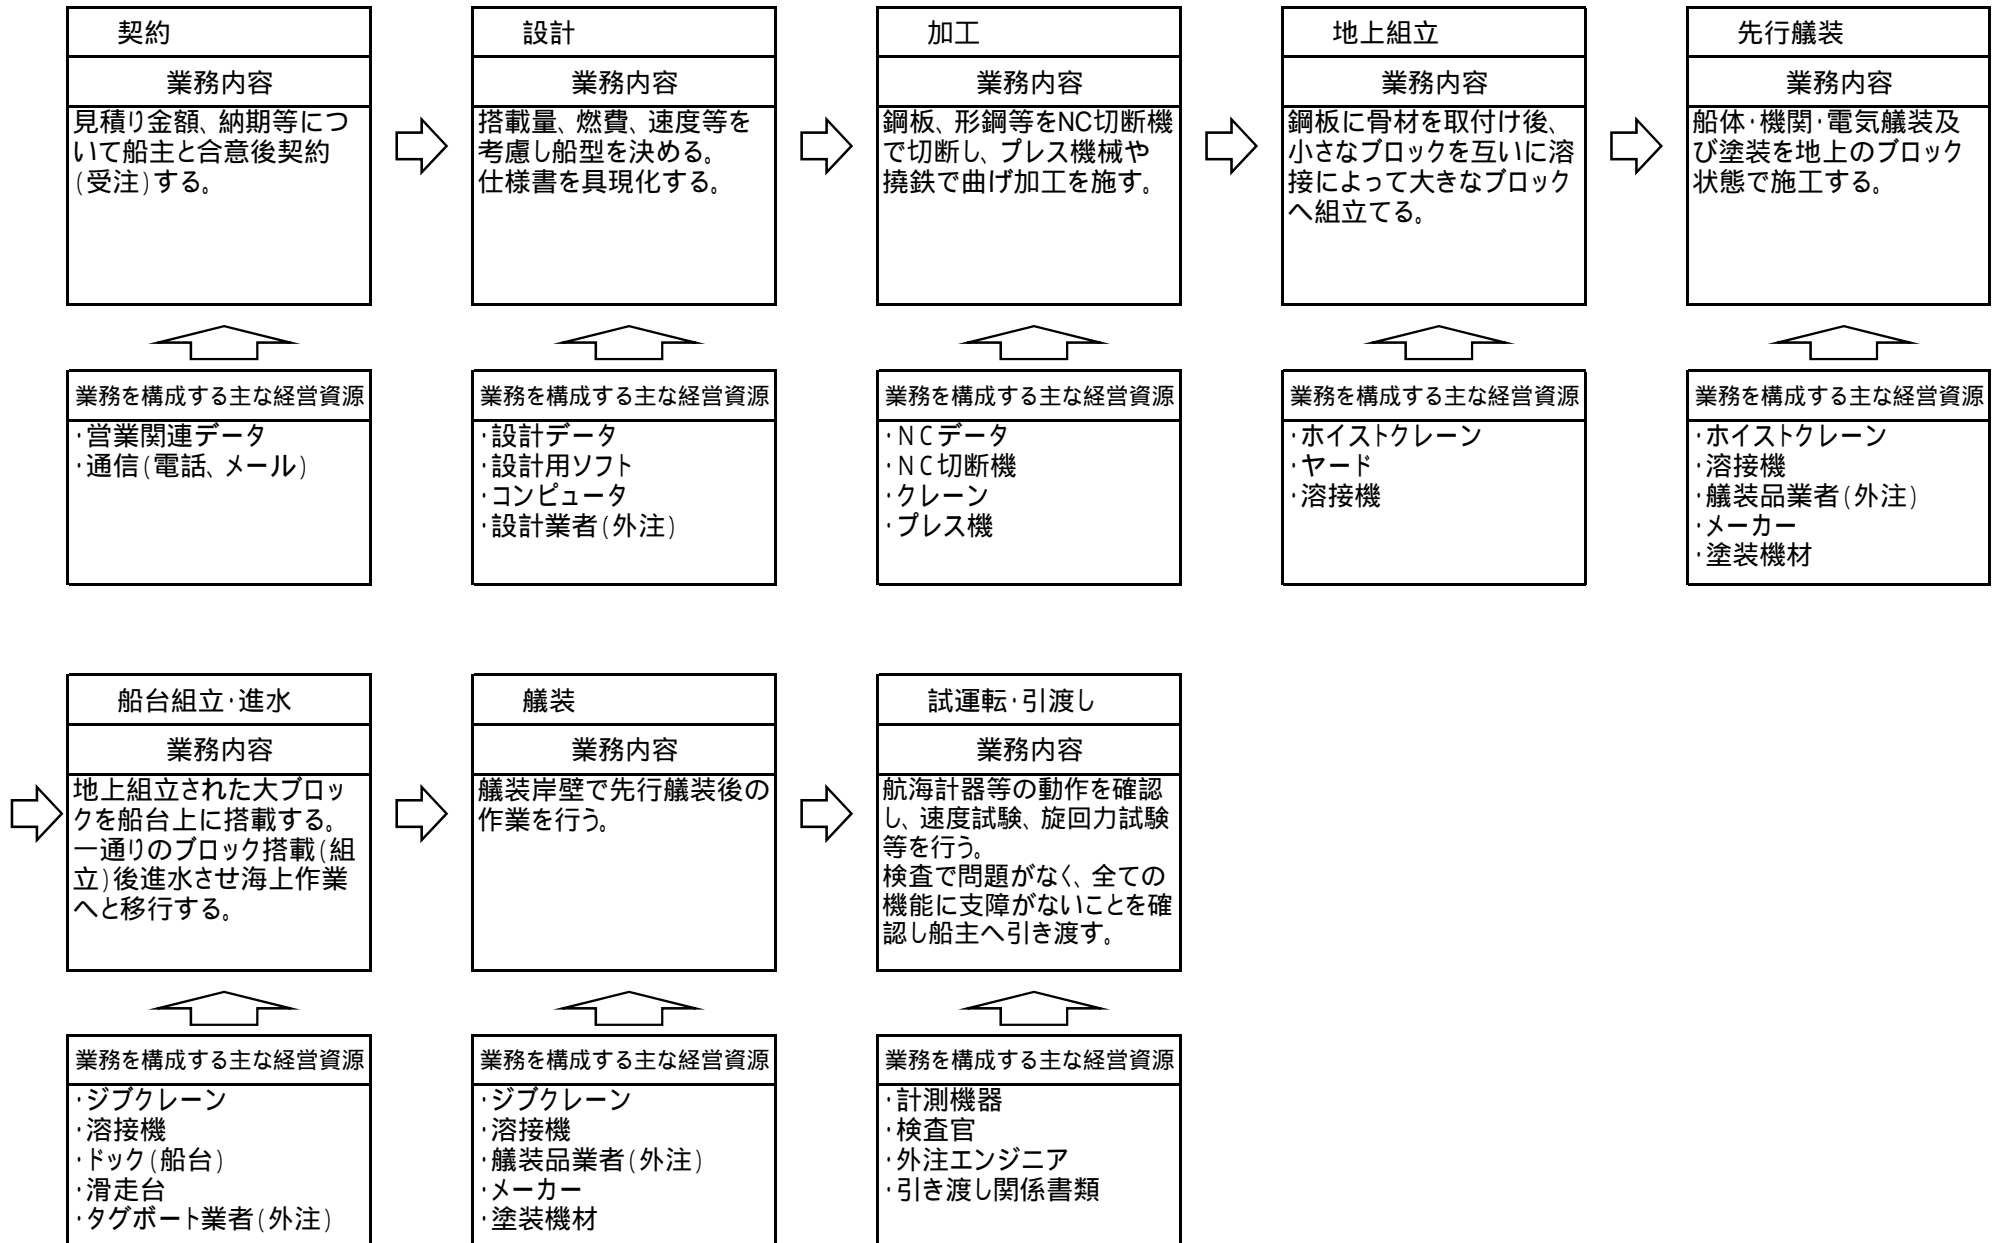 契約
業務内容
見積り金額、納期等につ
いて船主と合意後契約
(受注)する。
設計
業務内容
搭載量、燃費、速度等を
考慮し船型を決める。
仕様書を具現化する。
加工
業務内容
鋼板、形鋼等をNC切断機
で切断し、プレス機械や
撓鉄で曲げ加工を施す。
地上組立
業務内容
鋼板に骨材を取付け後、
小さなブロックを互いに溶
接によって大きなブロック
へ組立てる。
先行艤装
業務内容
船体・機関・電気艤装及
び塗装を地上のブロック
状態で施工する。
業務を構成する主な経営資源
・営業関連データ
・通信(電話、メール)
業務を構成する主な経営資源
・設計データ
・設計用ソフト
・コンピュータ
・設計業者(外注)
業務を構成する主な経営資源
・NCデータ
・NC切断機
・クレーン
・プレス機
業務を構成する主な経営資源
・ホイストクレーン
・ヤード
・溶接機
業務を構成する主な経営資源
・ホイストクレーン
・溶接機
・艤装品業者(外注)
・メーカー
・塗装機材
船台組立・進水
業務内容
地上組立された大ブロッ
クを船台上に搭載する。
一通りのブロック搭載(組
立)後進水させ海上作業
へと移行する。
艤装
業務内容
艤装岸壁で先行艤装後の
作業を行う。
試運転・引渡し
業務内容
航海計器等の動作を確認
し、速度試験、旋回力試験
等を行う。
検査で問題がなく、全ての
機能に支障がないことを確
認し船主へ引き渡す。
業務を構成する主な経営資源
・ジブクレーン
・溶接機
・ドック(船台)
・滑走台
・タグボート業者(外注)
業務を構成する主な経営資源
・ジブクレーン
・溶接機
・艤装品業者(外注)
・メーカー
・塗装機材
業務を構成する主な経営資源
・計測機器
・検査官
・外注エンジニア
・引き渡し関係書類